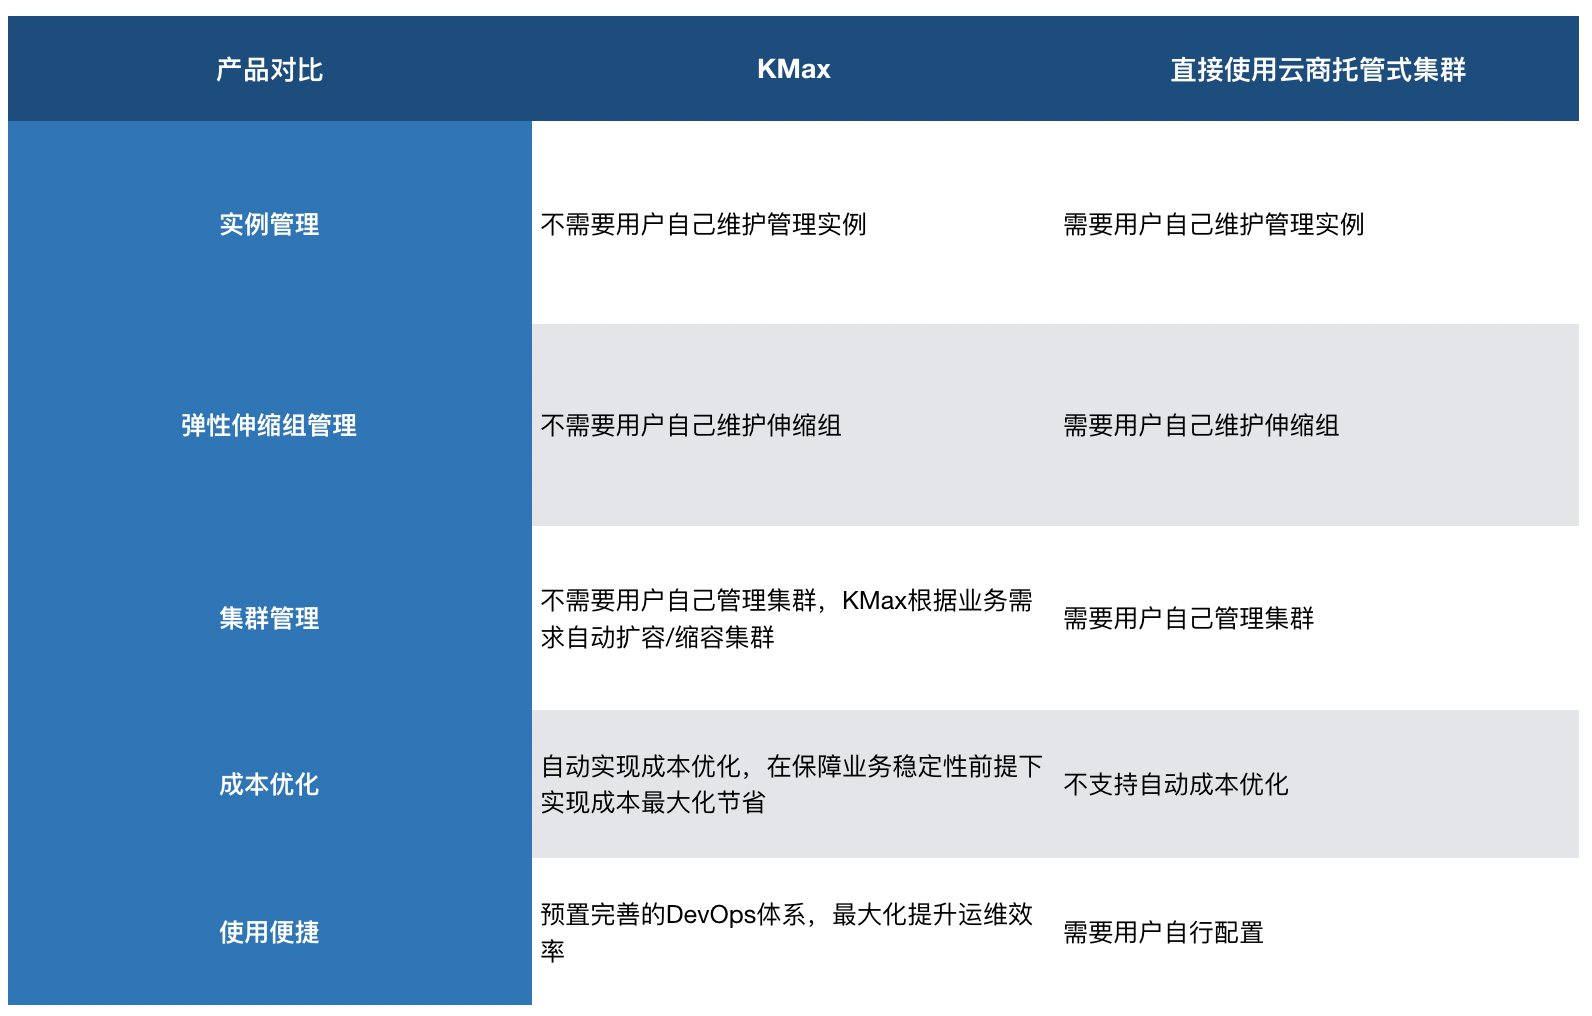 产品对比
KMax
直接使用云商托管式集群
实例管理
不需要用户自己维护管理实例
需要用户自己维护管理实例
弹性伸缩组管理
不需要用户自己维护伸缩组
需要用户自己维护伸缩组
集群管理
不需要用户自己管理集群，KMax根据业务需
求自动扩容/缩容集群
需要用户自己管理集群
成本优化
自动实现成本优化，在保障业务稳定性前提下
实现成本最大化节省
不支持自动成本优化
使用便捷
预置完善的DevOps体系，最大化提升运维效
率
需要用户自行配置